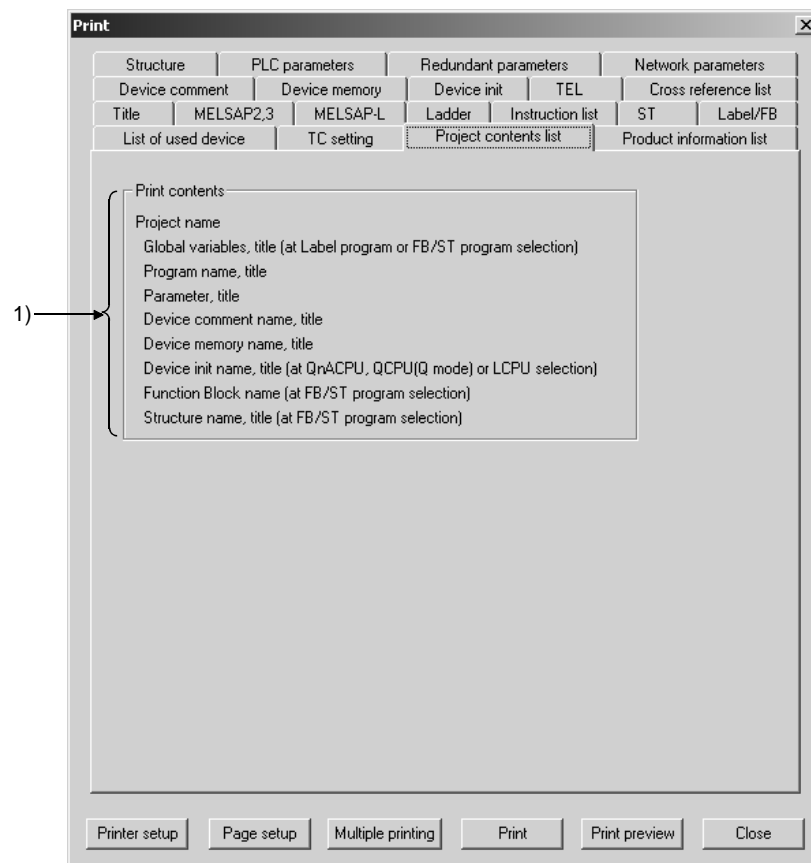 Print
Structure PLC parameters Redundant parameters Network parameters
Device comment Device memory Device init TEL Cross reference list
Title MELSAP2,3 MELSAP-L Ladder Instruction list ST Label/FB
List of used device TC setting Project contents list Product information list
Print contents
Project name
Global variables, title (at Label program or FB/ST program selection)
Program name, title
Parameter, title
1)
Device comment name, title
Device memory name, title
Device init name, title (at QnACPU, QCPU(Q mode) or LCPU selection)
Function Block name (at FB/ST program selection)
Structure name, title (at FB/ST program selection)
Printer setup Page setup Multiple printing Print Print preview Close